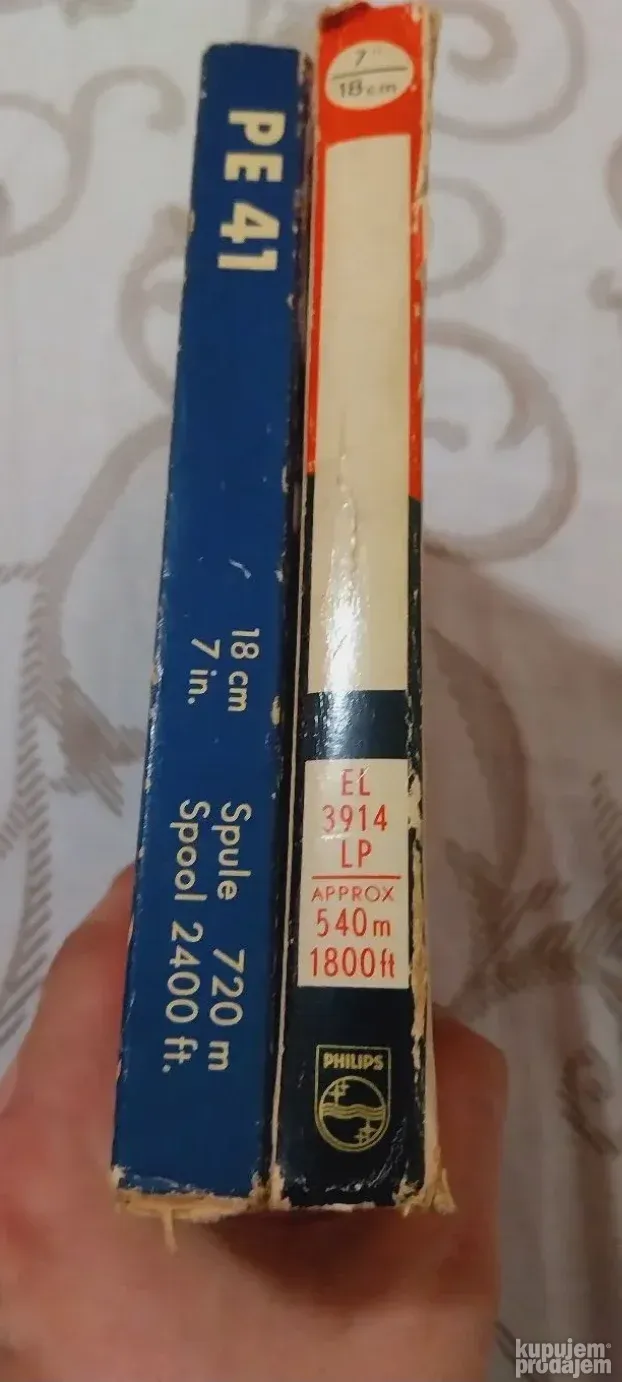 PE 41
18 cm
7 in.
Spule 720 m
Spool 2400 ft.
7"
18 cm
EL
3914
LP
APPROX
540 m
1800 ft
PHILIPS
kupujem
prodajem